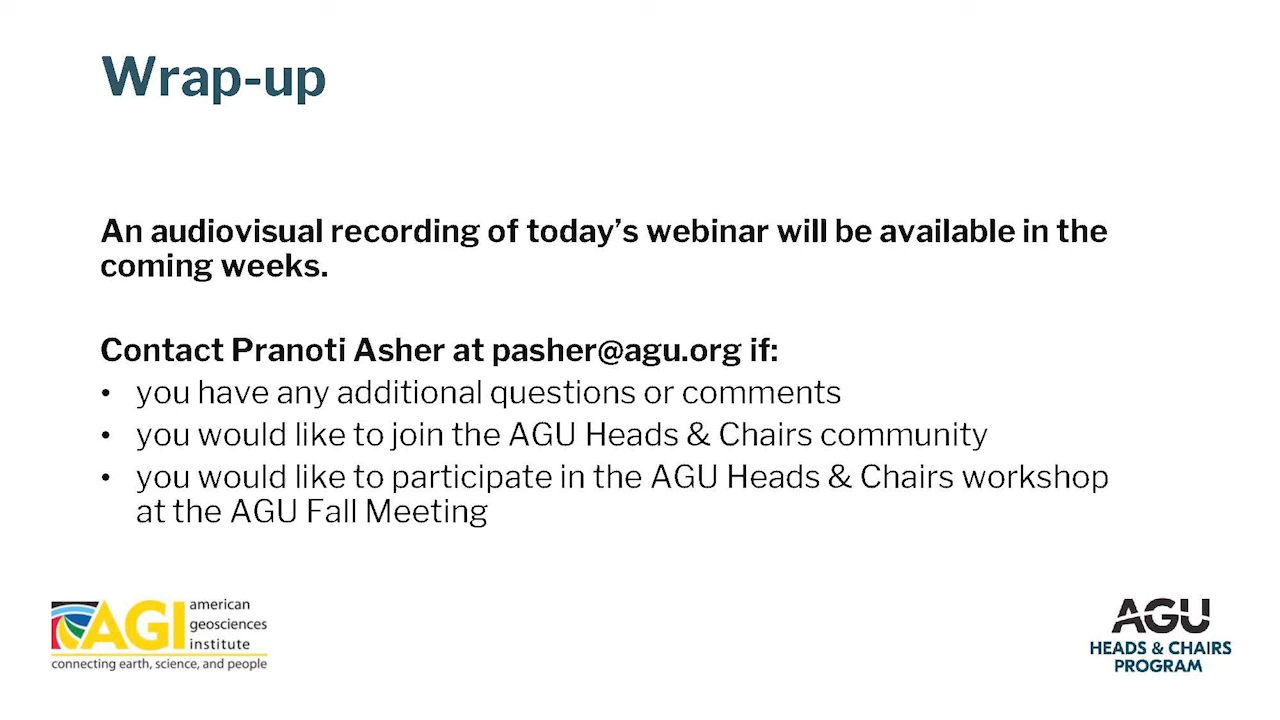 Wrap-up
An audiovisual recording of today’s webinar will be available in the
coming weeks.
Contact Pranoti Asher at pasher@agu.org if:
• you have any additional questions or comments
• you would like to join the AGU Heads & Chairs community
• you would like to participate in the AGU Heads & Chairs workshop
at the AGU Fall Meeting
AGI
american
geosciences
institute
connecting earth, science, and people
AGU
HEADS & CHAIRS
PROGRAM